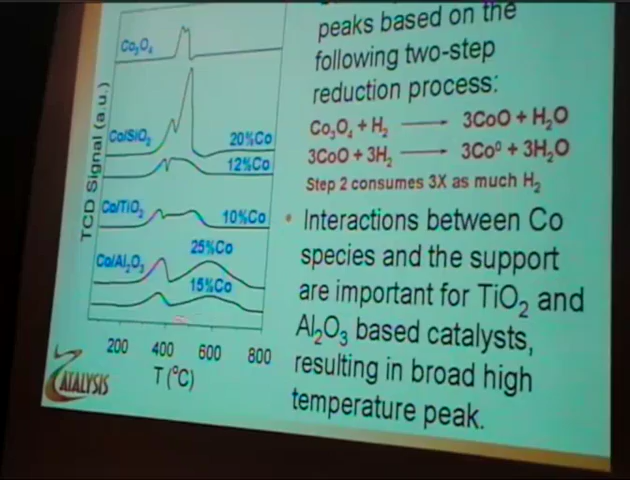 peaks based on the
following two-step
reduction process:
Co₃O₄ + H₂ → 3CoO + H₂O
3CoO + 3H₂ → 3Co⁰ + 3H₂O
Step 2 consumes 3X as much H₂
• Interactions between Co
species and the support
are important for TiO₂ and
Al₂O₃ based catalysts,
resulting in broad high
temperature peak.
TCD Signal (a.u.)
Co₃O₄
Co/SiO₂
20%Co
12%Co
Co/TiO₂
10%Co
25%Co
Co/Al₂O₃
15%Co
200 400 600 800
T (°C)
CATALYSIS